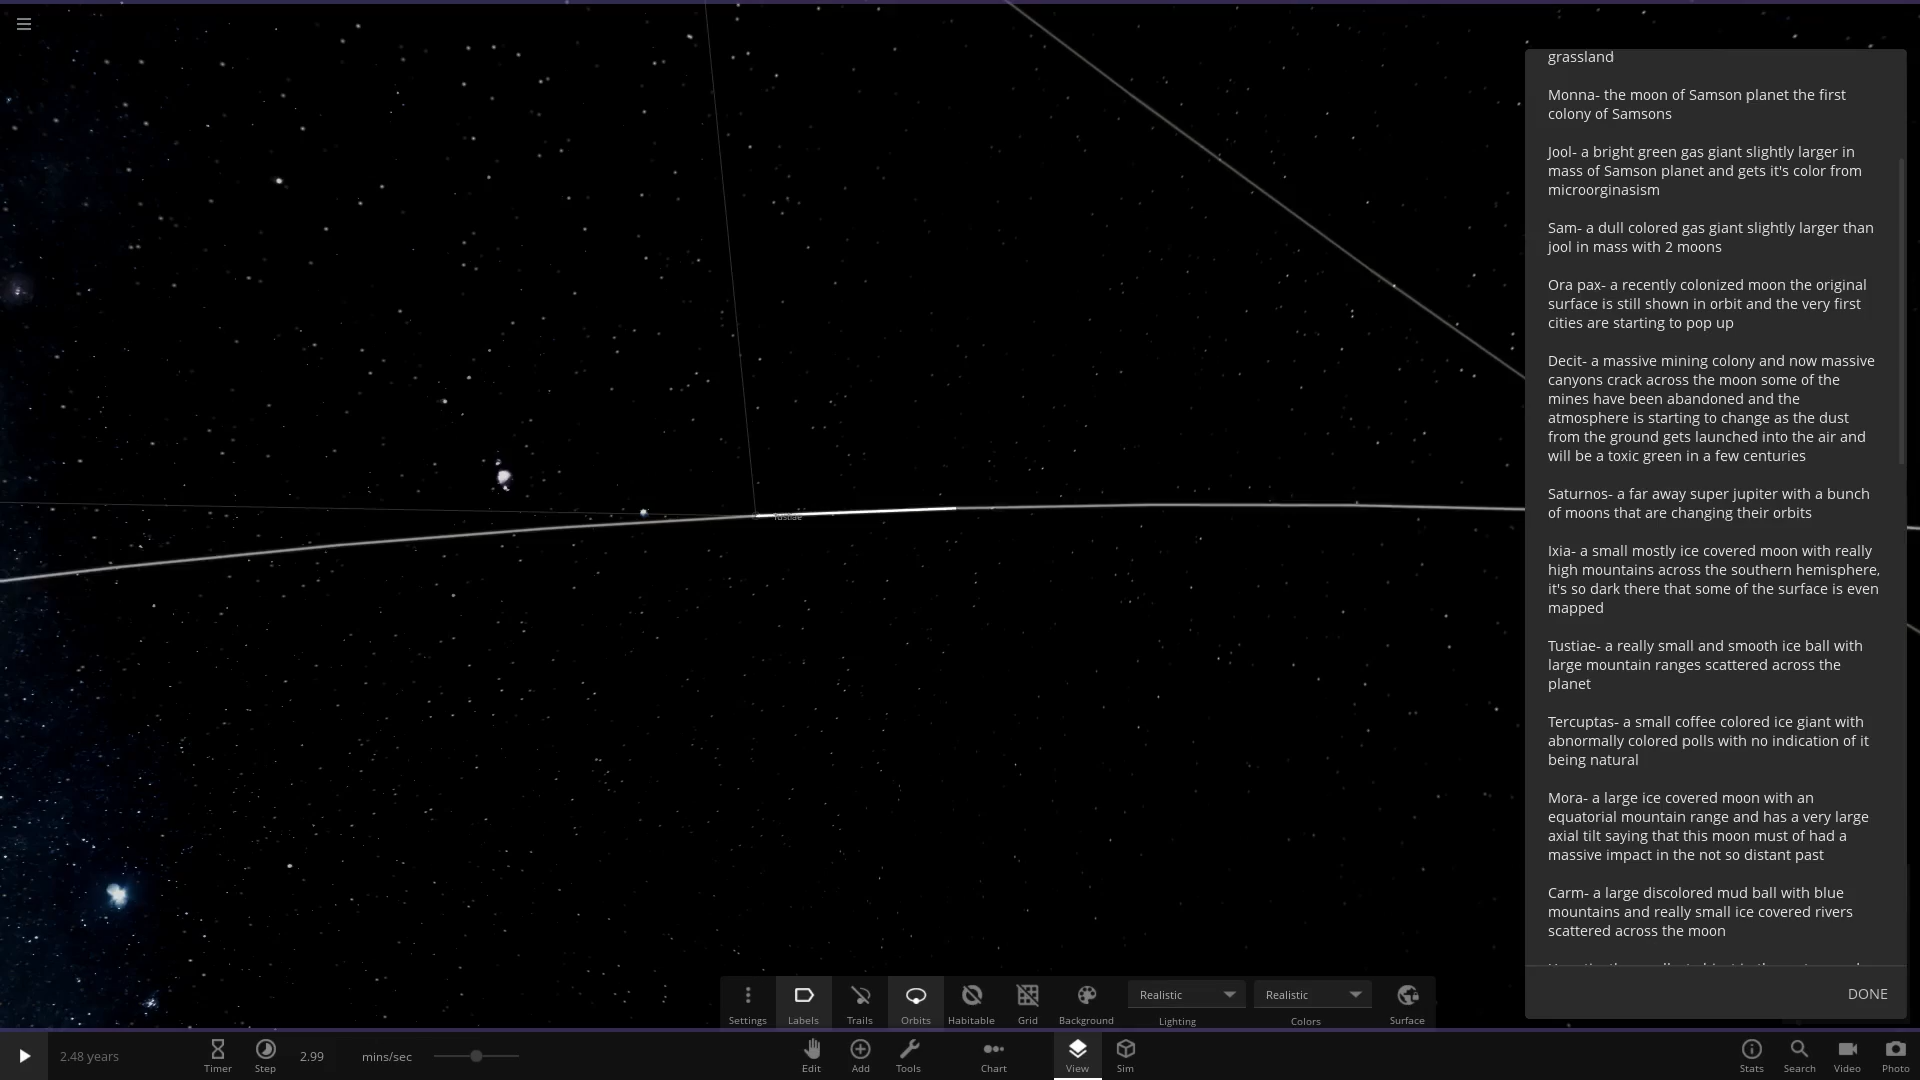 grassland
Monna- the moon of Samson planet the first
colony of Samsons
Jool- a bright green gas giant slightly larger in
mass of Samson planet and gets it's color from
microorginasism
Sam- a dull colored gas giant slightly larger than
jool in mass with 2 moons
Ora pax- a recently colonized moon the original
surface is still shown in orbit and the very first
cities are starting to pop up
Decit- a massive mining colony and now massive
canyons crack across the moon some of the
mines have been abandoned and the
atmosphere is starting to change as the dust
from the ground gets launched into the air and
will be a toxic green in a few centuries
Saturnos- a far away super jupiter with a bunch
of moons that are changing their orbits
Ixia- a small mostly ice covered moon with really
high mountains across the southern hemisphere,
it's so dark there that some of the surface is even
mapped
Tustiae- a really small and smooth ice ball with
large mountain ranges scattered across the
planet
Tercuptas- a small coffee colored ice giant with
abnormally colored polls with no indication of it
being natural
Mora- a large ice covered moon with an
equatorial mountain range and has a very large
axial tilt saying that this moon must of had a
massive impact in the not so distant past
Carm- a large discolored mud ball with blue
mountains and really small ice covered rivers
scattered across the moon
DONE
Tustiae
Settings
Labels
Trails
Orbits
Habitable
Grid
Background
Realistic
Lighting
Realistic
Colors
Surface
2.48 years
Timer
Step
2.99
mins/sec
Edit
Add
Tools
Chart
View
Sim
Stats
Search
Video
Photo